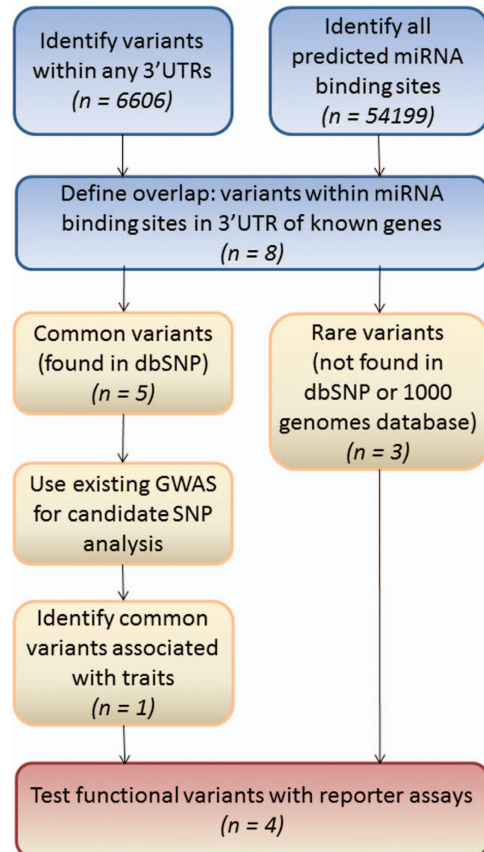 Identify variants
within any 3'UTRs
(n = 6606)
Identify all
predicted miRNA
binding sites
(n = 54199)
Define overlap: variants within miRNA
binding sites in 3'UTR of known genes
(n = 8)
Common variants
(found in dbSNP)
(n = 5)
Rare variants
(not found in
dbSNP or 1000
genomes database)
(n = 3)
Use existing GWAS
for candidate SNP
analysis
Identify common
variants associated
with traits
(n = 1)
Test functional variants with reporter assays
(n = 4)